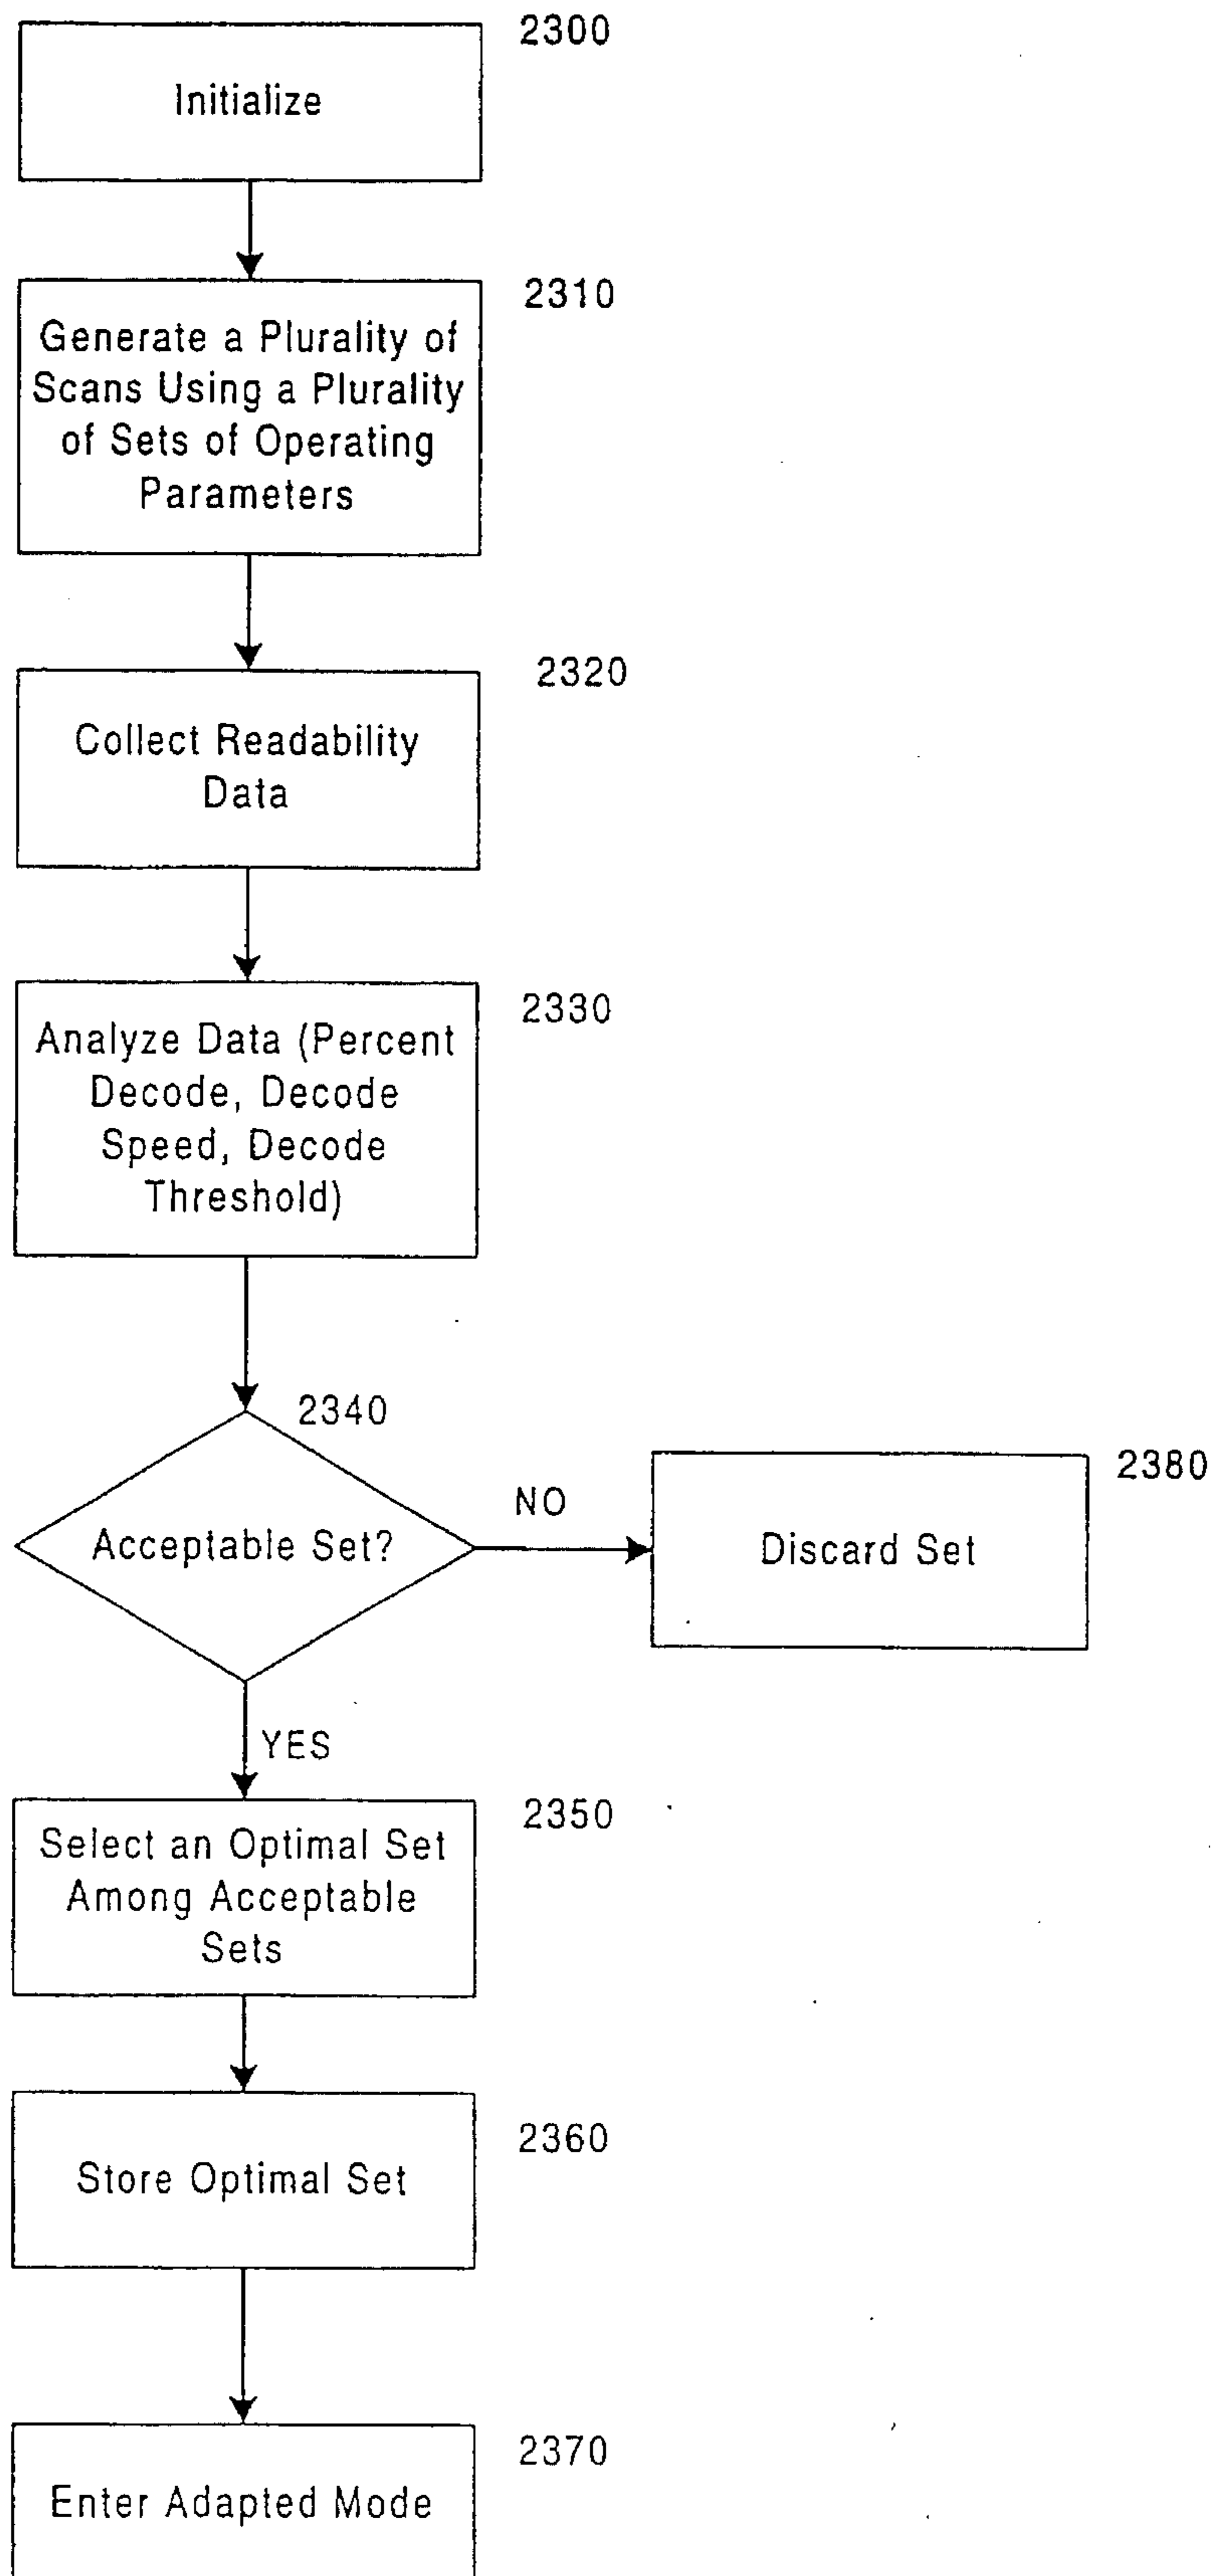 2300
Initialize
2310
Generate a Plurality of
Scans Using a Plurality
of Sets of Operating
Parameters
2320
Collect Readability
Data
2330
Analyze Data (Percent
Decode, Decode
Speed, Decode
Threshold)
2340
Acceptable Set?
NO
2380
Discard Set
YES
2350
Select an Optimal Set
Among Acceptable
Sets
2360
Store Optimal Set
2370
Enter Adapted Mode